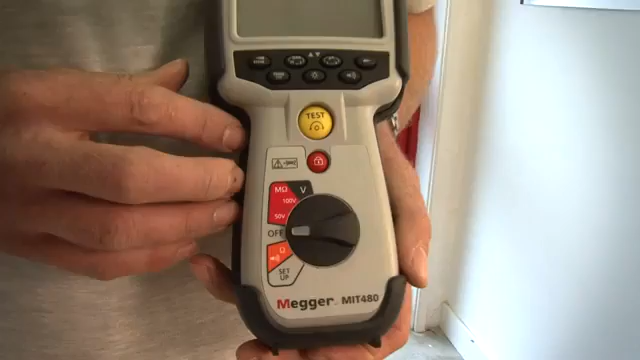 TEST
MΩ V
100V
50V
OFF
Ω
SET
UP
Megger. MIT480